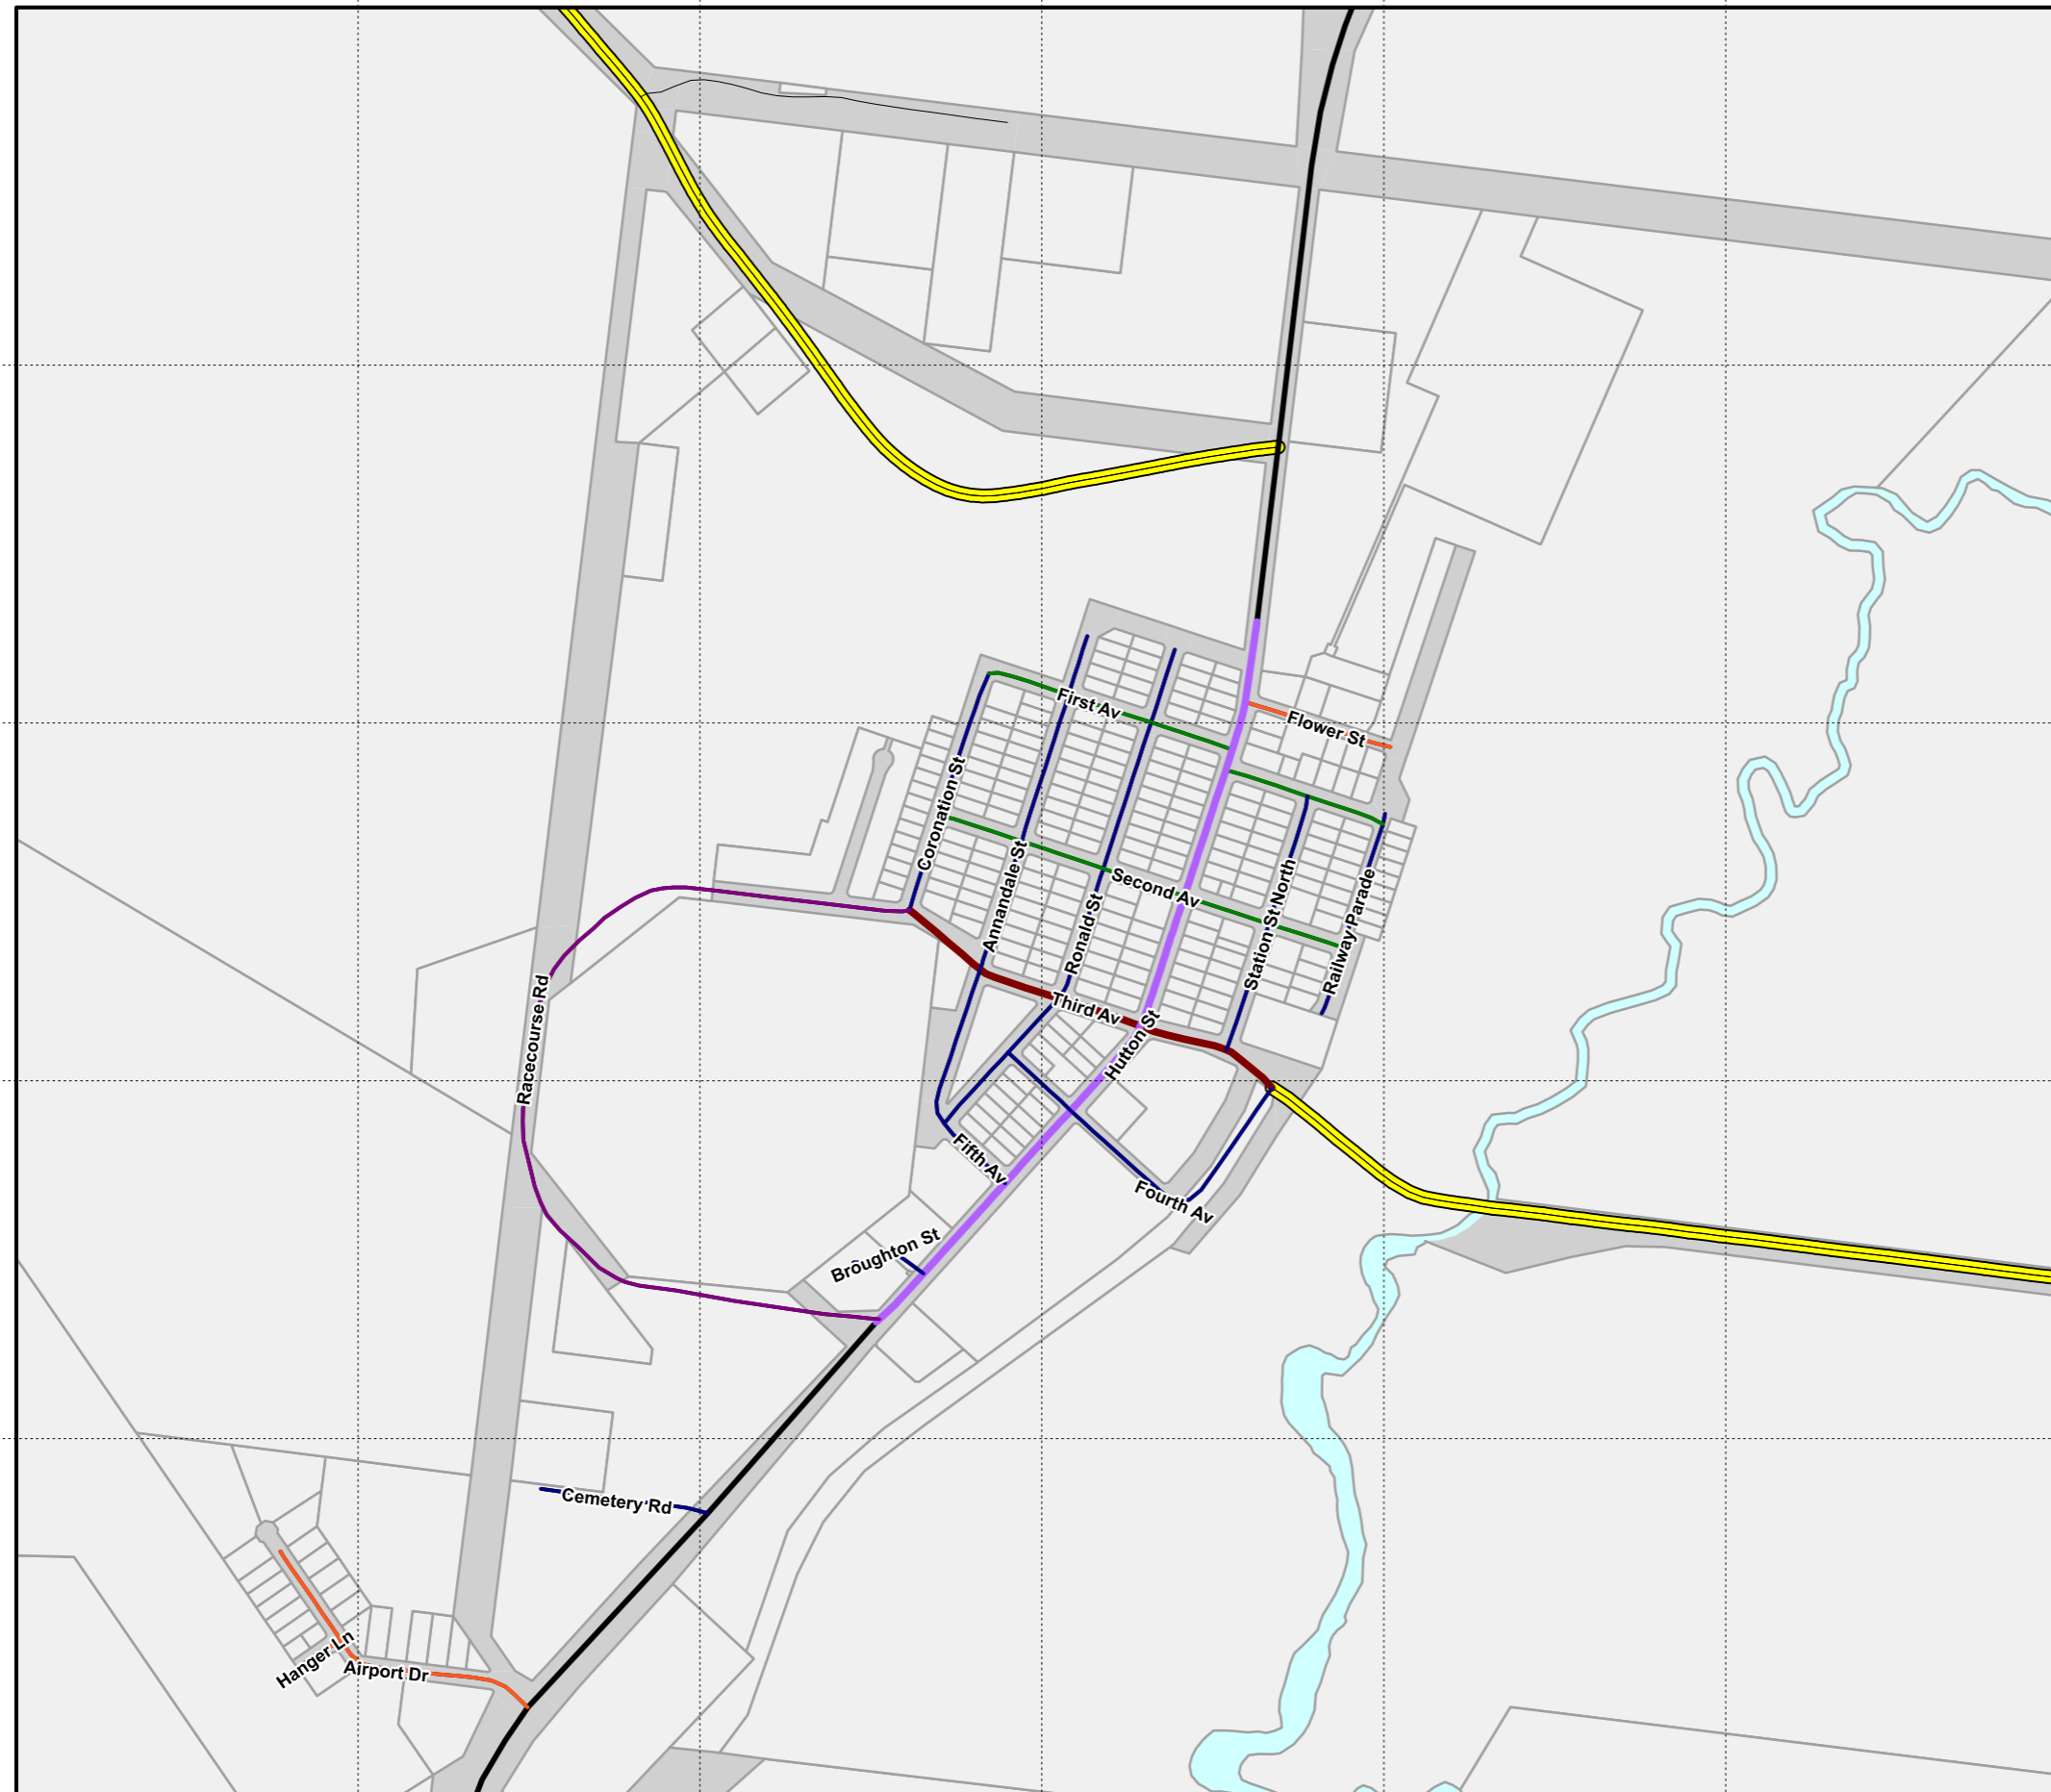 First Av
Flower St
Coronation St
Annandale St
Second Av
Ronald St
Station St North
Railway Parade
Third Av
Hutton St
Racecourse Rd
Fifth Av
Fourth Av
Broughton St
Cemetery Rd
Hanger Ln
Airport Dr